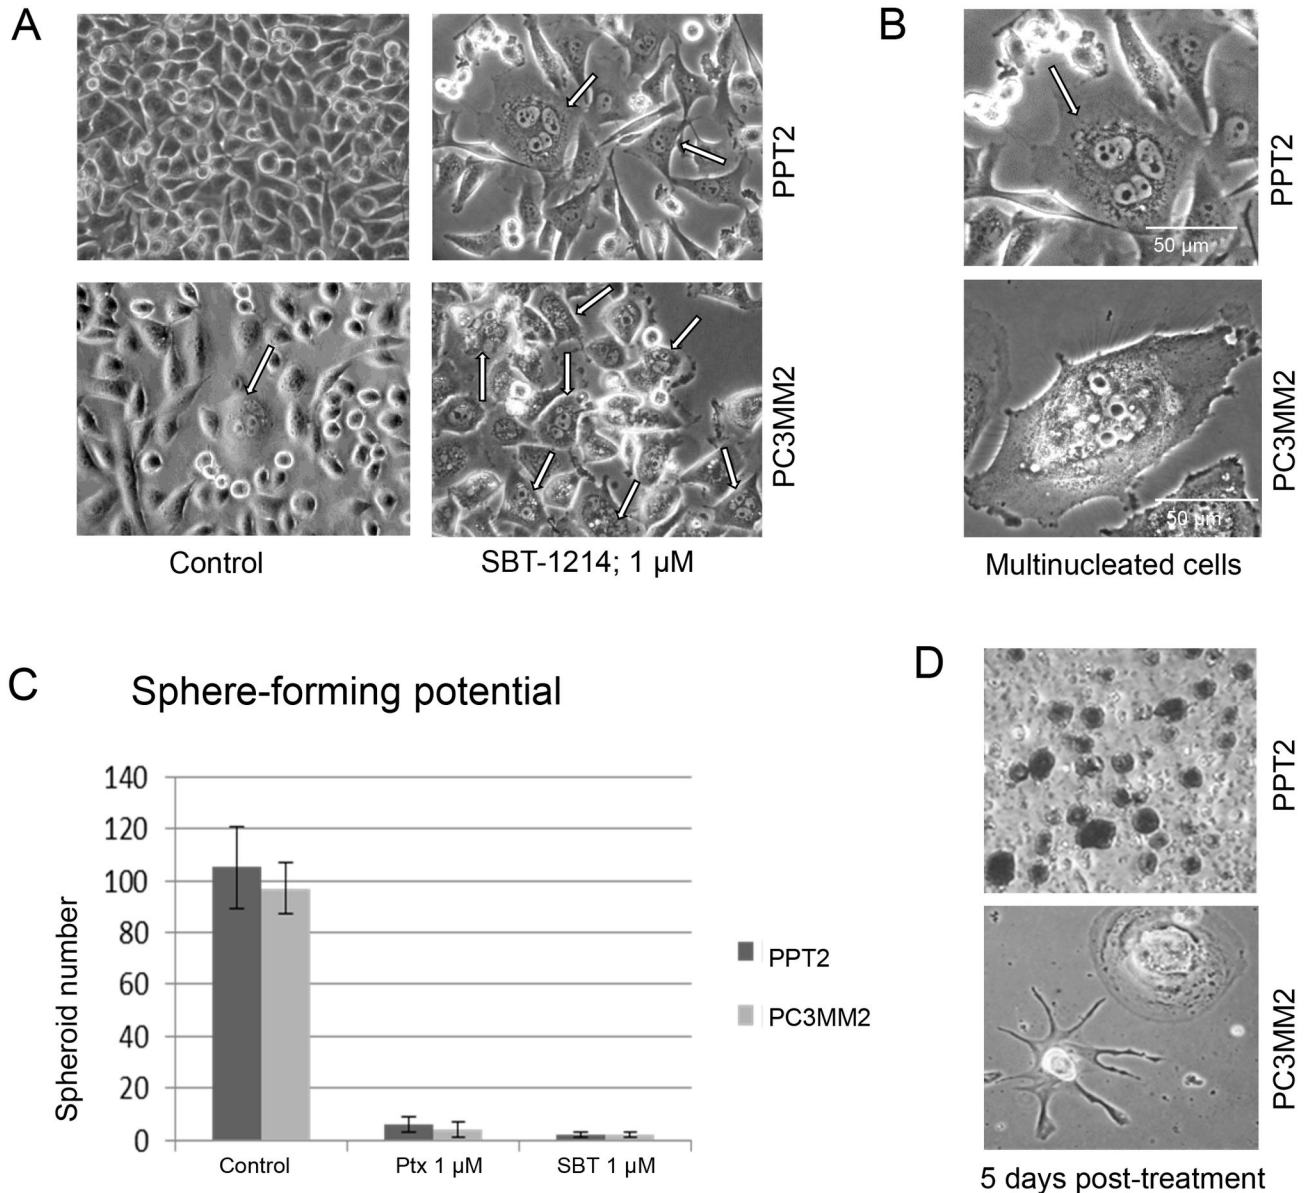 A
B
PPT2
PPT2
50 µm
PC3MM2
PC3MM2
50 µm
Control
SBT-1214; 1 µM
Multinucleated cells
C
Sphere-forming potential
D
140
120
100
80
60
40
20
0
Spheroid number
Control
Ptx 1 µM
SBT 1 µM
PPT2
PC3MM2
PPT2
PC3MM2
5 days post-treatment